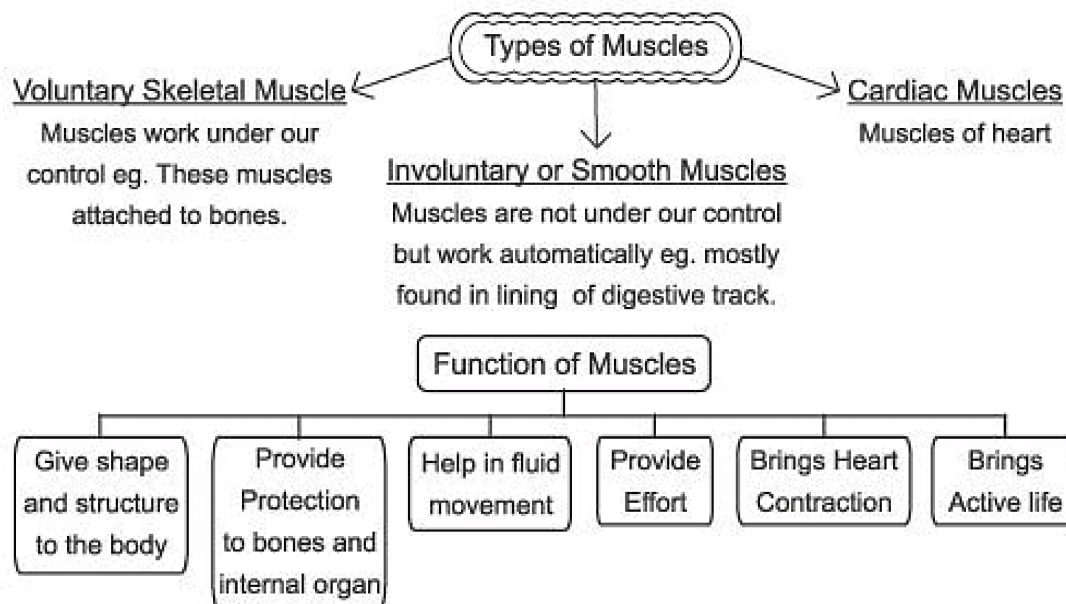 Types of Muscles
Voluntary Skeletal Muscle
Muscles work under our
control eg. These muscles
attached to bones.
Involuntary or Smooth Muscles
Muscles are not under our control
but work automatically eg. mostly
found in lining of digestive track.
Cardiac Muscles
Muscles of heart
Function of Muscles
Give shape
and structure
to the body
Provide
Protection
to bones and
internal organ
Help in fluid
movement
Provide
Effort
Brings Heart
Contraction
Brings
Active life